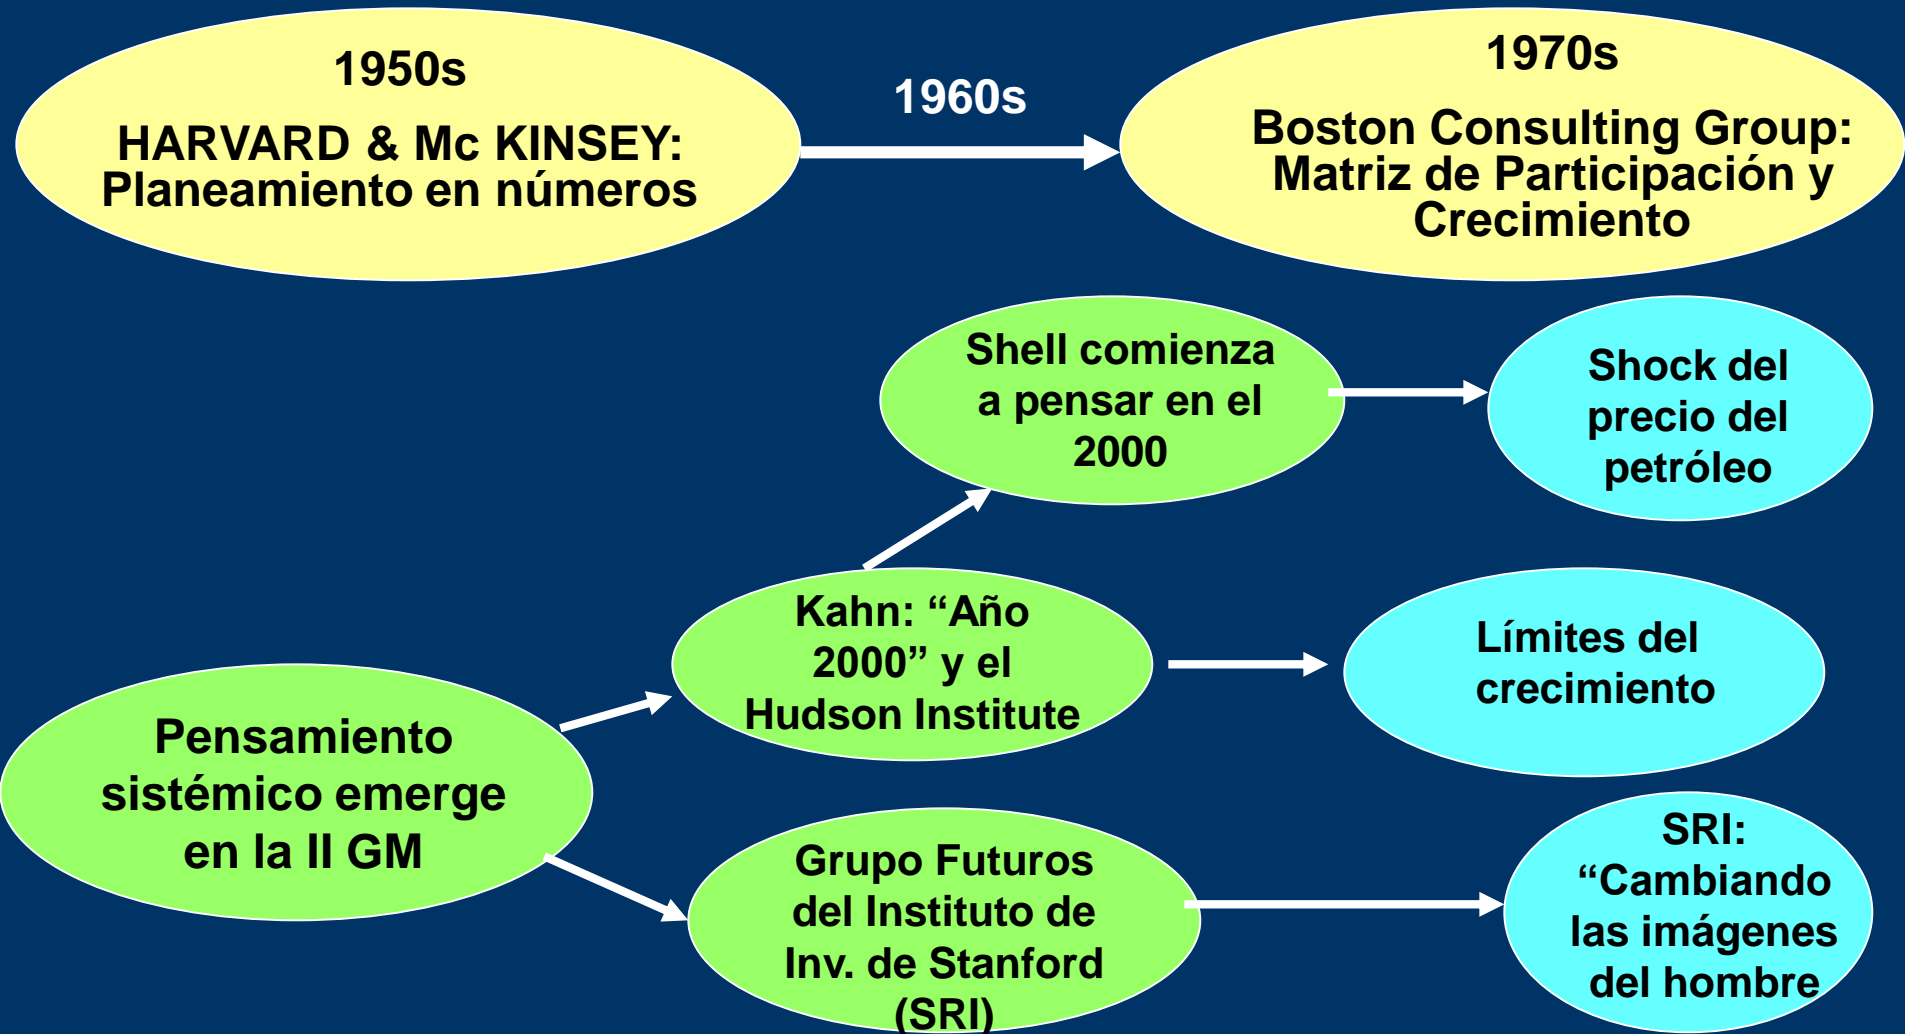 1950s
HARVARD & Mc KINSEY:
Planeamiento en números
1960s
1970s
Boston Consulting Group:
Matriz de Participación y
Crecimiento
Shell comienza
a pensar en el
2000
Shock del
precio del
petróleo
Kahn: “Año
2000” y el
Hudson Institute
Límites del
crecimiento
Pensamiento
sistémico emerge
en la II GM
Grupo Futuros
del Instituto de
Inv. de Stanford
(SRI)
SRI:
“Cambiando
las imágenes
del hombre